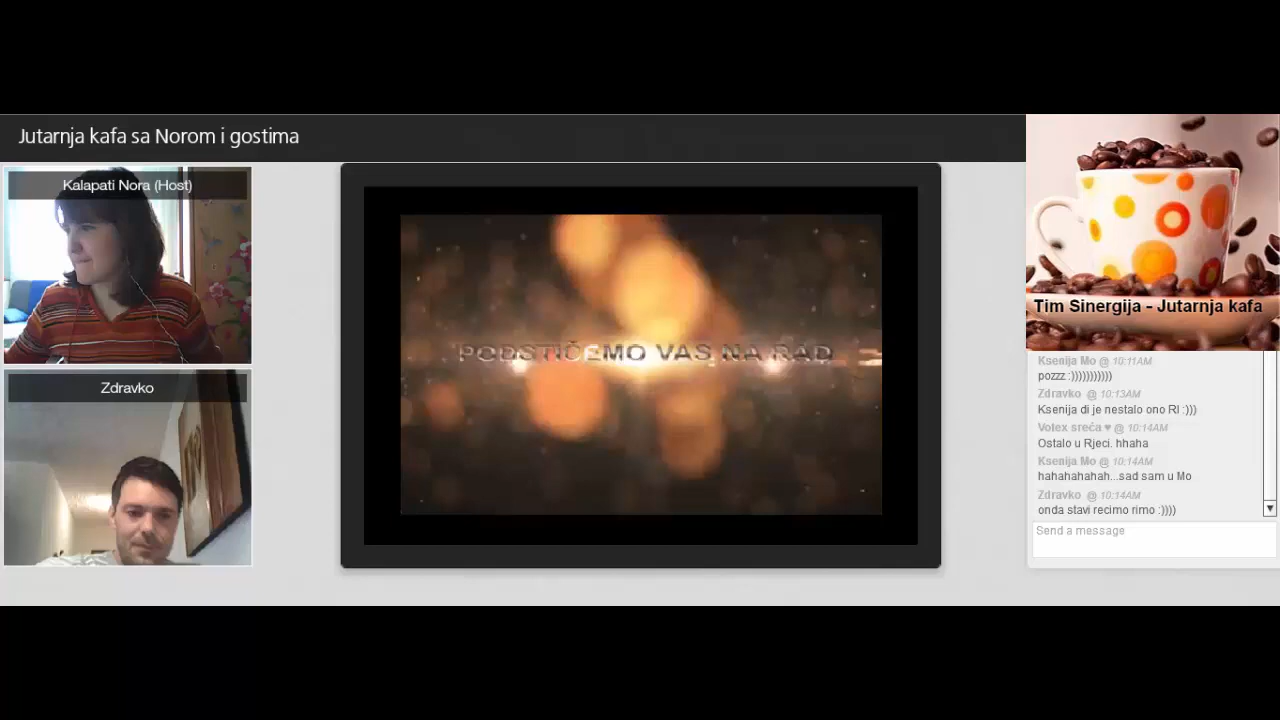 Jutarnja kafa sa Norom i gostima
Kalapati Nora (Host)
Zdravko
PODSTIČEMO VAS NA RAD
Tim Sinergija - Jutarnja kafa
Ksenija Mo @ 10:11AM
pozzz :)))))))))))
Zdravko @ 10:13AM
Ksenija di je nestalo ono RI :)))
Volex sreća ♥ @ 10:14AM
Ostalo u Rjeci. hhaha
Ksenija Mo @ 10:14AM
hahahahahah...sad sam u Mo
Zdravko @ 10:14AM
onda stavi recimo rimo :))))
Send a message